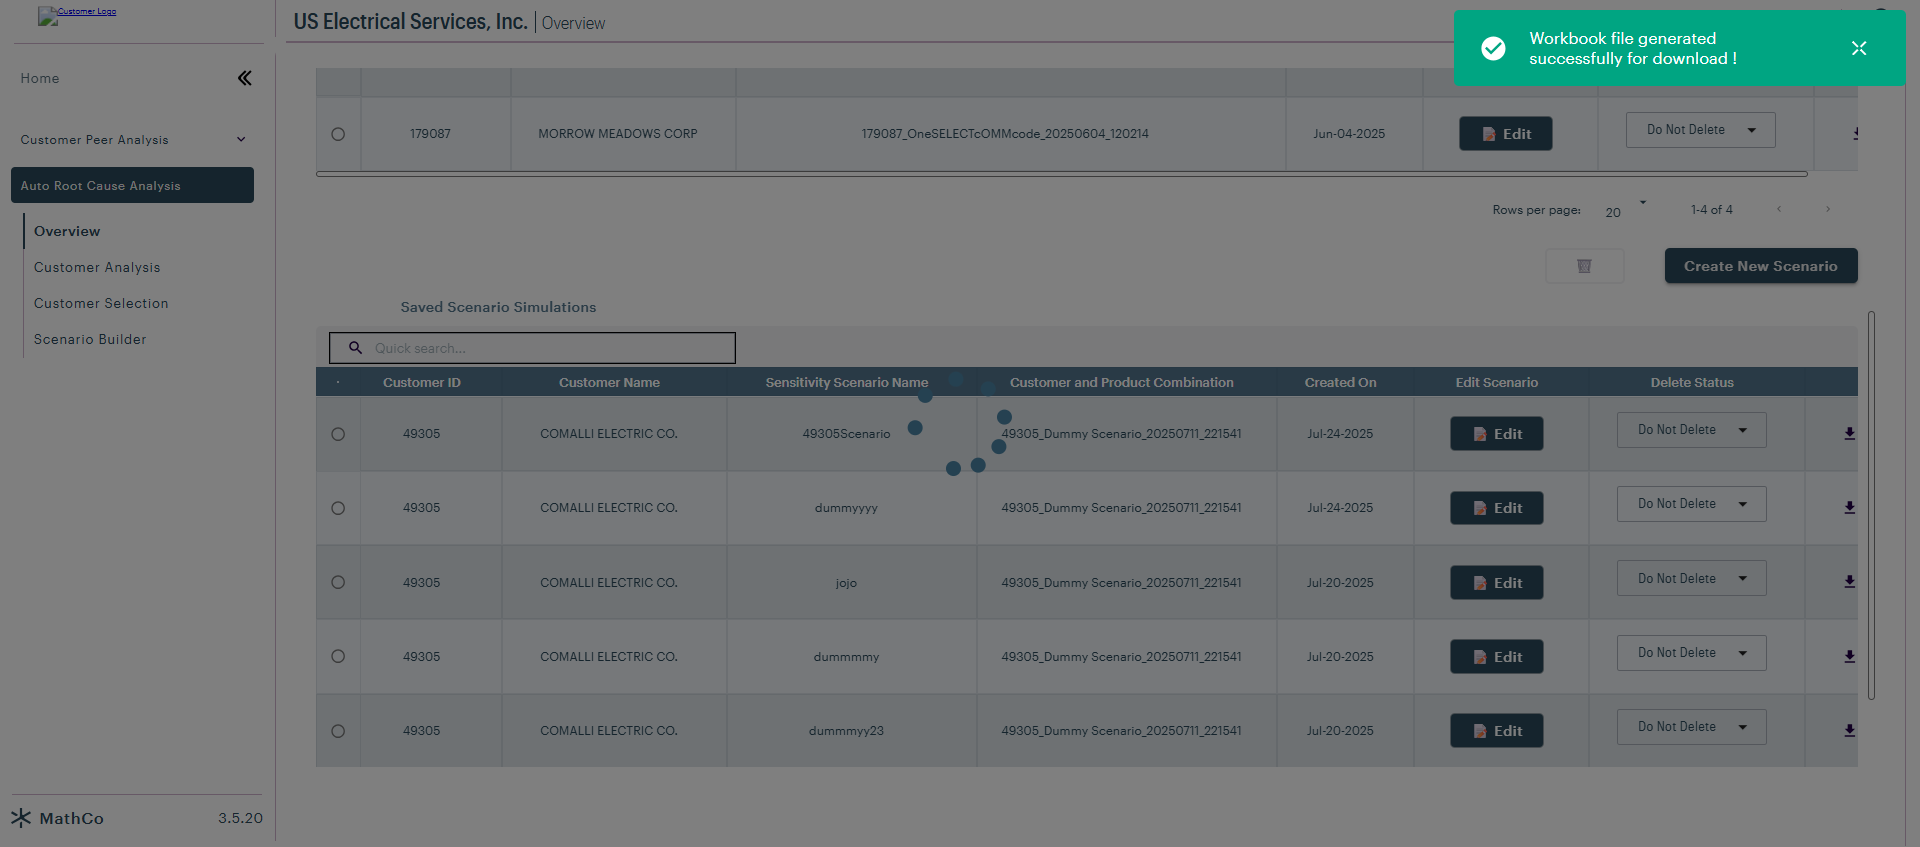 Customer Logo
US Electrical Services, Inc. | Overview
Workbook file generated
successfully for download !
Home
Customer Peer Analysis
Auto Root Cause Analysis
Overview
Customer Analysis
Customer Selection
Scenario Builder
MathCo 3.5.20
179087 MORROW MEADOWS CORP 179087_OneSELECTcOMMcode_20250604_120214 Jun-04-2025 Edit Do Not Delete
Rows per page: 20 1-4 of 4
Create New Scenario
Saved Scenario Simulations
Quick search...
Customer ID Customer Name Sensitivity Scenario Name Customer and Product Combination Created On Edit Scenario Delete Status
49305 COMALLI ELECTRIC CO. 49305Scenario 49305_Dummy Scenario_20250711_221541 Jul-24-2025 Edit Do Not Delete
49305 COMALLI ELECTRIC CO. dummyyyy 49305_Dummy Scenario_20250711_221541 Jul-24-2025 Edit Do Not Delete
49305 COMALLI ELECTRIC CO. jojo 49305_Dummy Scenario_20250711_221541 Jul-20-2025 Edit Do Not Delete
49305 COMALLI ELECTRIC CO. dummmmy 49305_Dummy Scenario_20250711_221541 Jul-20-2025 Edit Do Not Delete
49305 COMALLI ELECTRIC CO. dummmyy23 49305_Dummy Scenario_20250711_221541 Jul-20-2025 Edit Do Not Delete